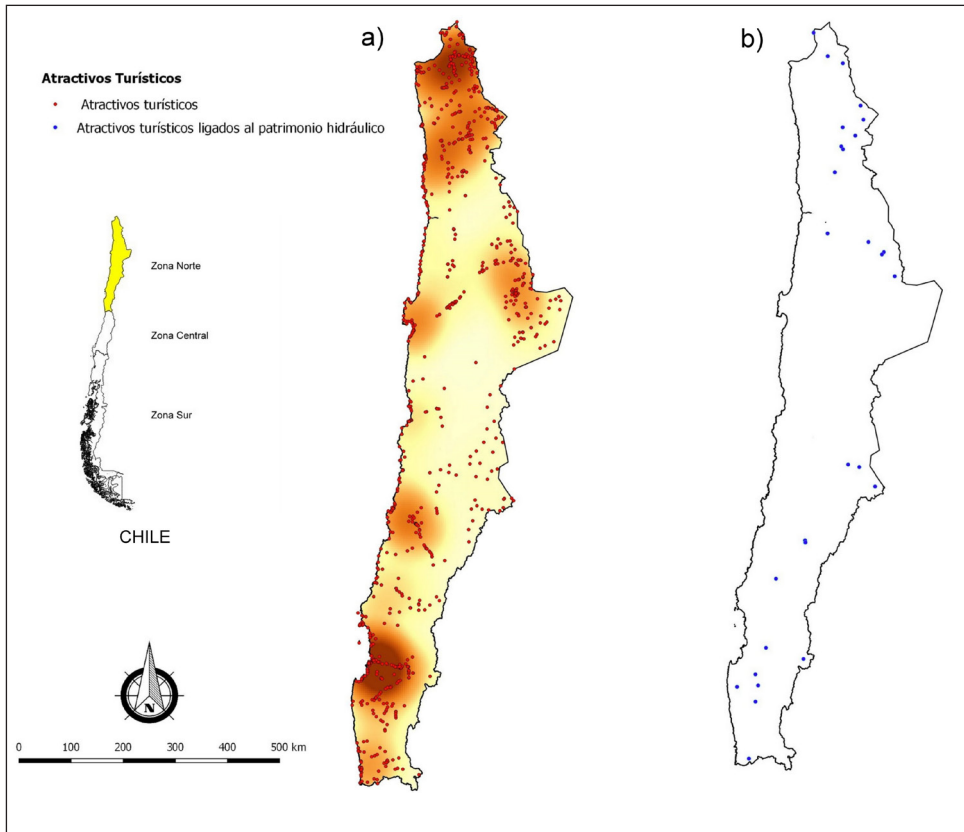 a)
b)
Atractivos Turísticos
Atractivos turísticos
Atractivos turísticos ligados al patrimonio hidráulico
Zona Norte
Zona Central
Zona Sur
CHILE
N
0 100 200 300 400 500 km